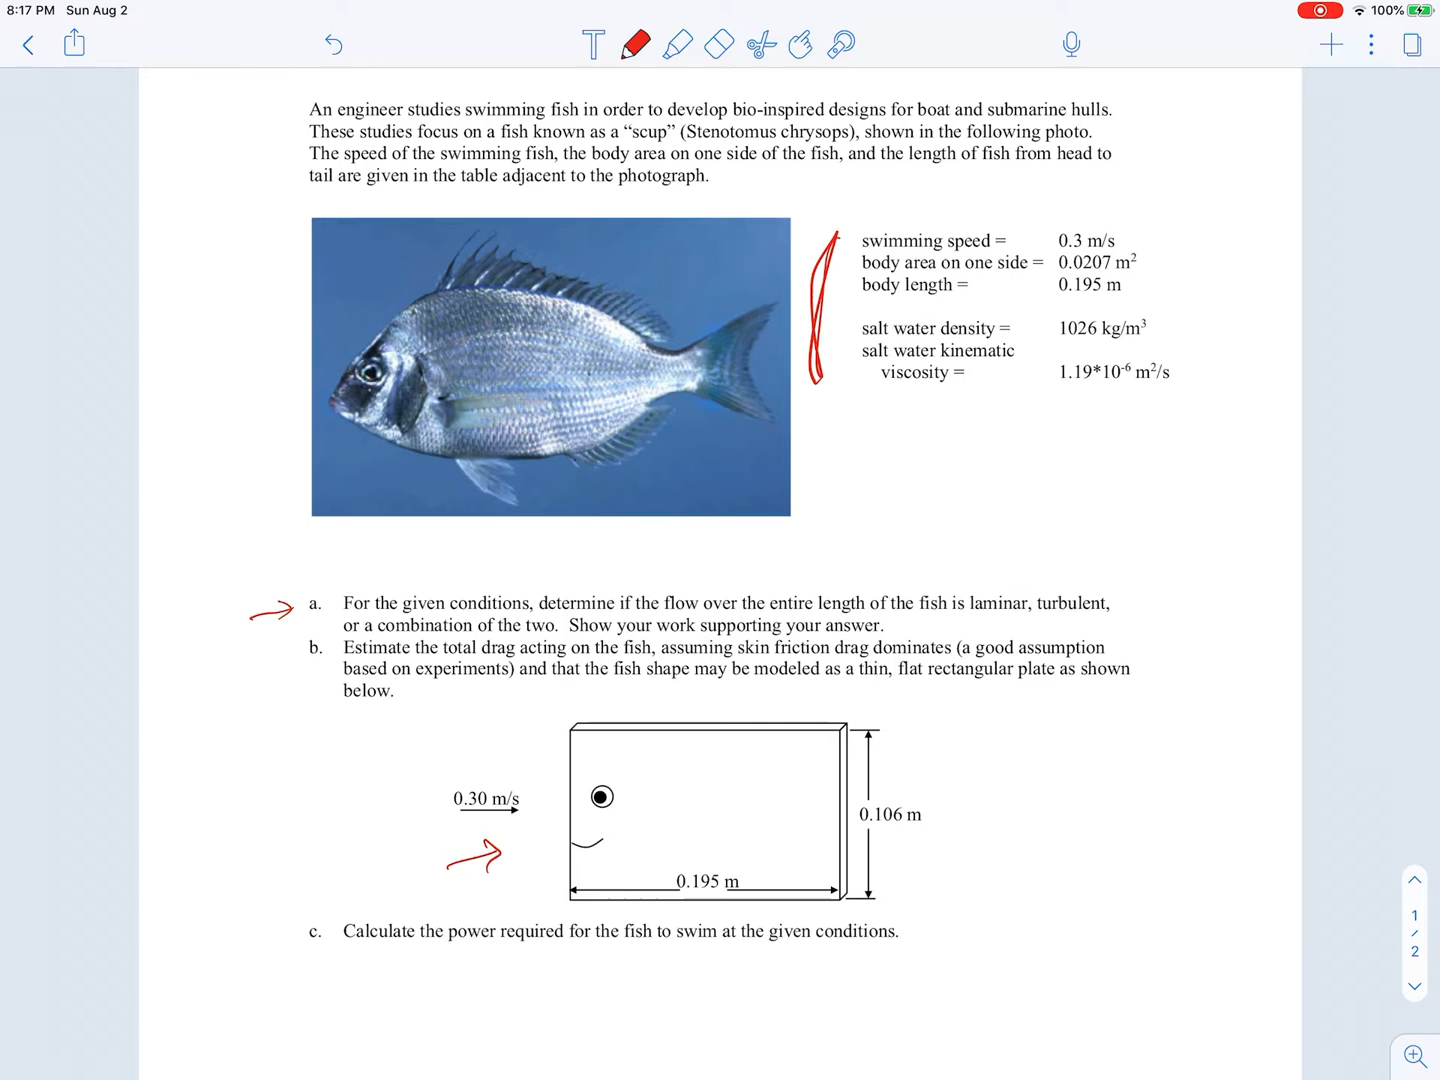 8:17 PM Sun Aug 2
100%
An engineer studies swimming fish in order to develop bio-inspired designs for boat and submarine hulls.
These studies focus on a fish known as a “scup” (Stenotomus chrysops), shown in the following photo.
The speed of the swimming fish, the body area on one side of the fish, and the length of fish from head to
tail are given in the table adjacent to the photograph.
swimming speed = 0.3 m/s
body area on one side = 0.0207 m²
body length = 0.195 m
salt water density = 1026 kg/m³
salt water kinematic
viscosity = 1.19*10⁻⁶ m²/s
a. For the given conditions, determine if the flow over the entire length of the fish is laminar, turbulent,
or a combination of the two. Show your work supporting your answer.
b. Estimate the total drag acting on the fish, assuming skin friction drag dominates (a good assumption
based on experiments) and that the fish shape may be modeled as a thin, flat rectangular plate as shown
below.
0.30 m/s
0.106 m
0.195 m
c. Calculate the power required for the fish to swim at the given conditions.
1
/
2